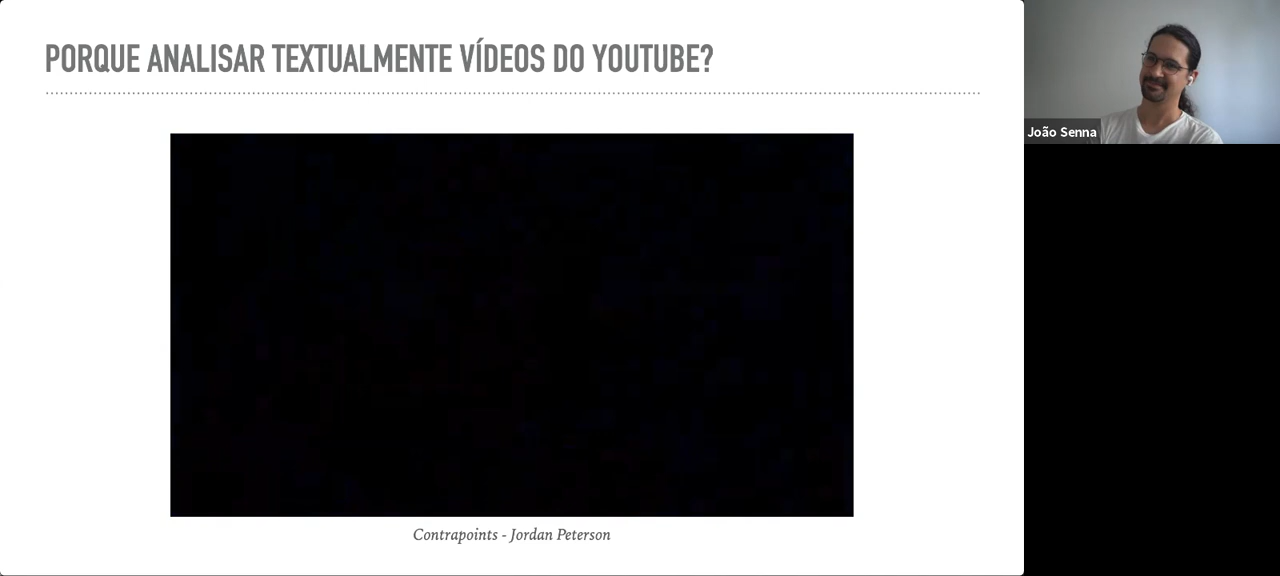 PORQUE ANALISAR TEXTUALMENTE VÍDEOS DO YOUTUBE?
João Senna
Contrapoints - Jordan Peterson